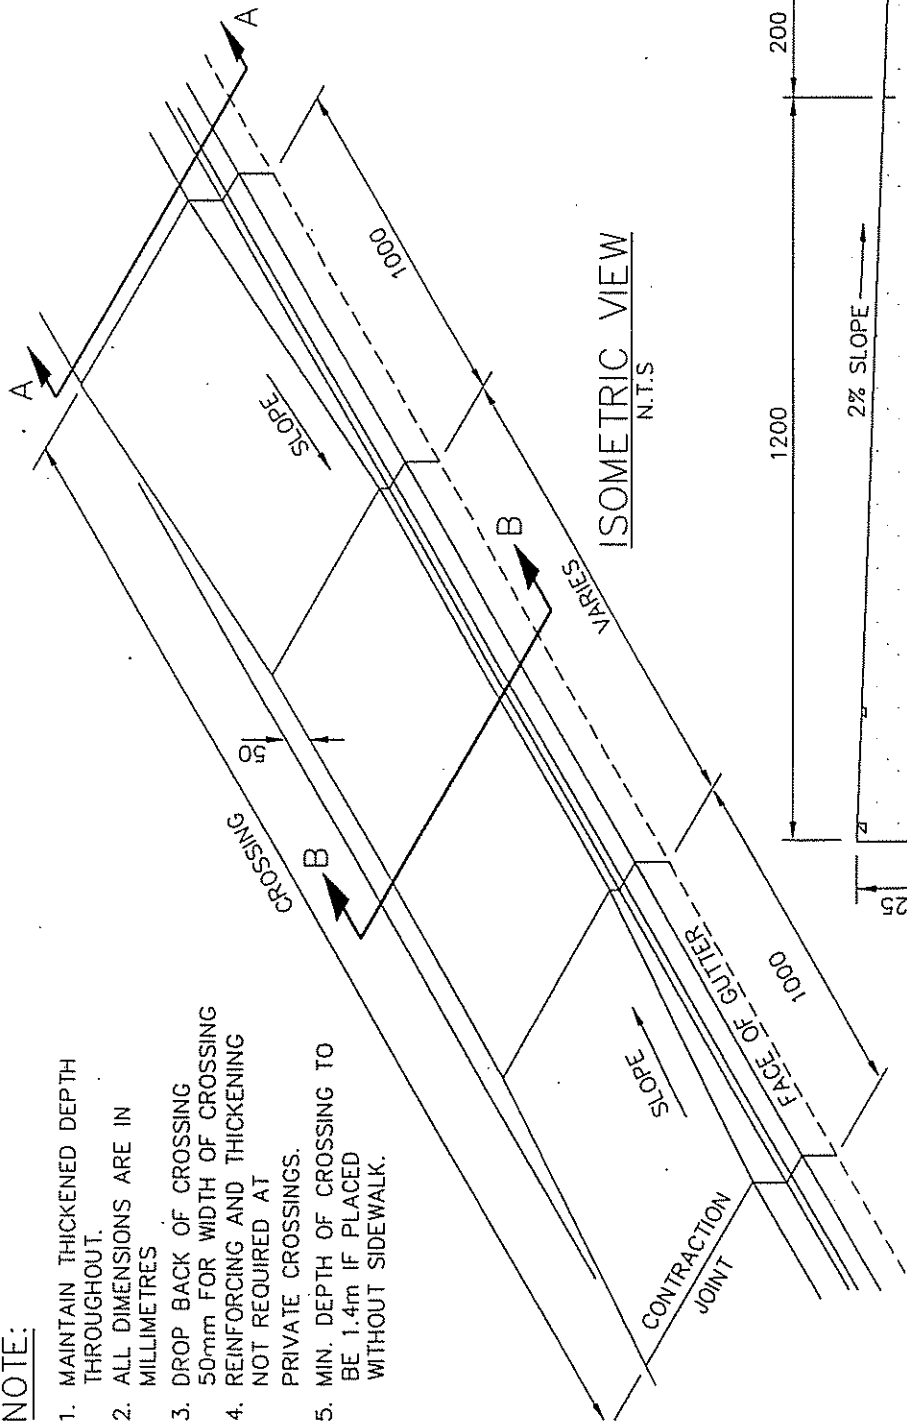 NOTE:
1. MAINTAIN THICKENED DEPTH
THROUGHOUT.
2. ALL DIMENSIONS ARE IN
MILLIMETRES
3. DROP BACK OF CROSSING
50mm FOR WIDTH OF CROSSING
4. REINFORCING AND THICKENING
NOT REQUIRED AT
PRIVATE CROSSINGS.
5. MIN. DEPTH OF CROSSING TO
BE 1.4m IF PLACED
WITHOUT SIDEWALK.
A
A
CROSSING
SLOPE
50
B
B
1000
VARIES
1000
SLOPE
FACE OF GUTTER
CONTRACTION
JOINT
ISOMETRIC VIEW
N.T.S
1200
200
2% SLOPE
25